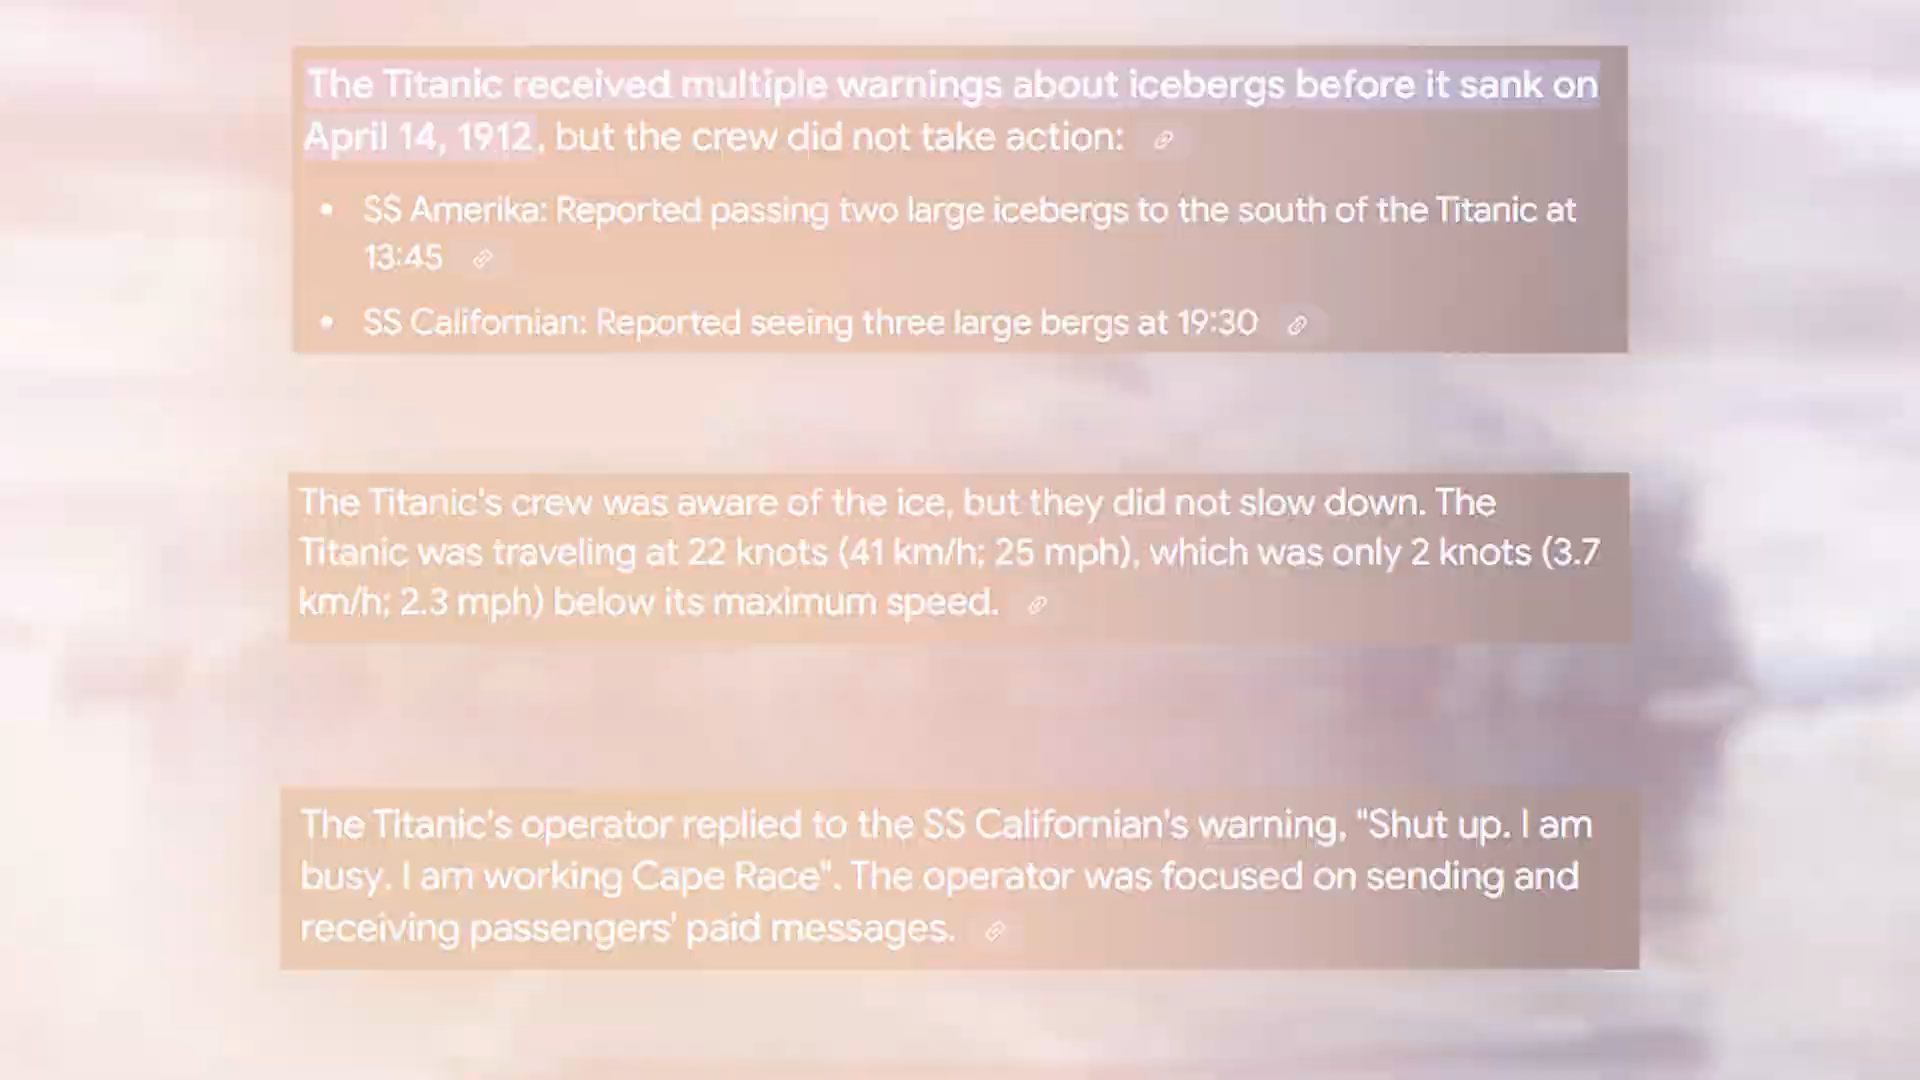 The Titanic received multiple warnings about icebergs before it sank on
April 14, 1912, but the crew did not take action:
• SS Amerika: Reported passing two large icebergs to the south of the Titanic at
13:45
• SS Californian: Reported seeing three large bergs at 19:30
The Titanic's crew was aware of the ice, but they did not slow down. The
Titanic was traveling at 22 knots (41 km/h; 25 mph), which was only 2 knots (3.7
km/h; 2.3 mph) below its maximum speed.
The Titanic's operator replied to the SS Californian's warning, "Shut up. I am
busy. I am working Cape Race". The operator was focused on sending and
receiving passengers' paid messages.